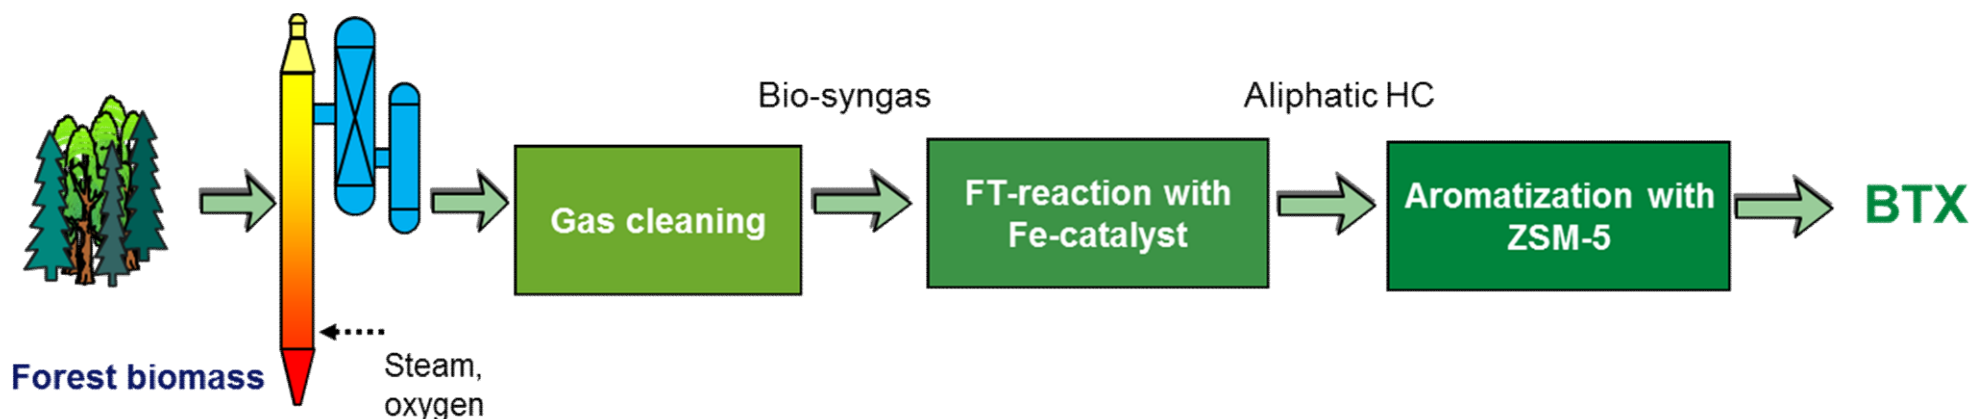 Forest biomass
Steam,
oxygen
Gas cleaning
Bio-syngas
FT-reaction with
Fe-catalyst
Aliphatic HC
Aromatization with
ZSM-5
BTX